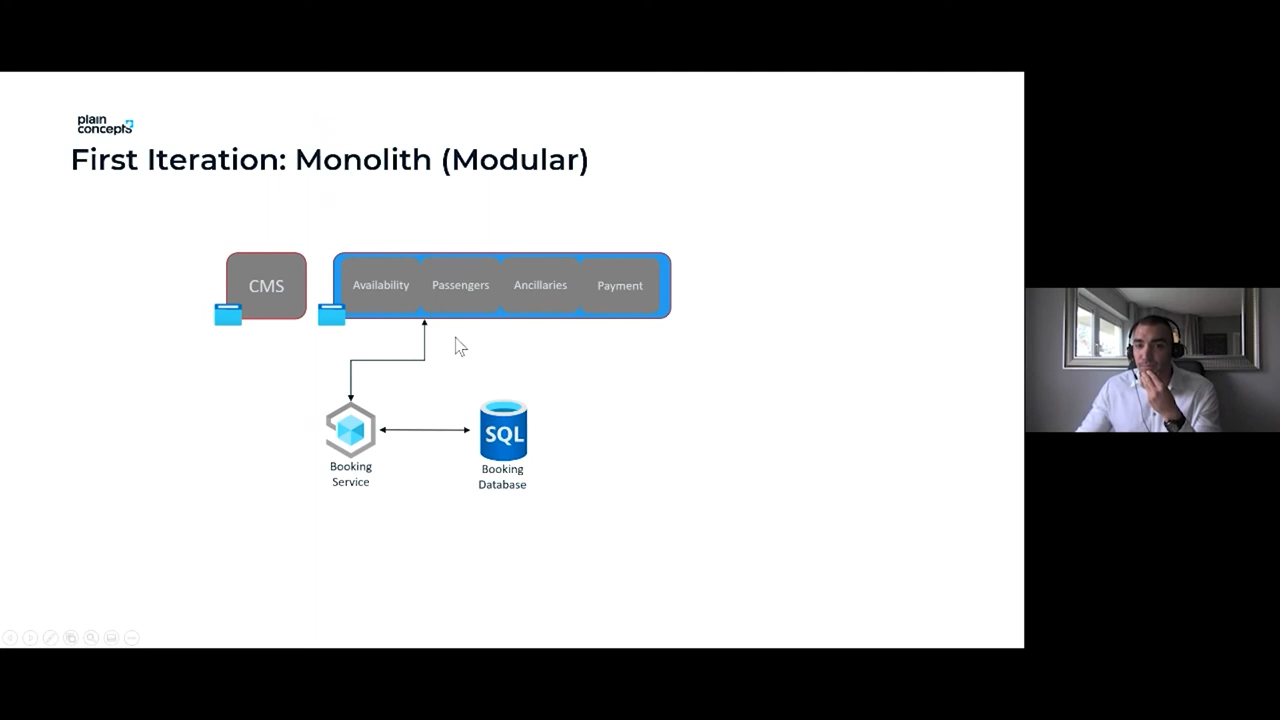 plain
concepts
First Iteration: Monolith (Modular)
CMS
Availability
Passengers
Ancillaries
Payment
Booking
Service
SQL
Booking
Database